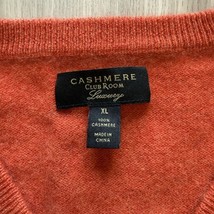 CASHMERE
CLUB ROOM
Luxury
XL
100%
CASHMERE
MADE IN
CHINA